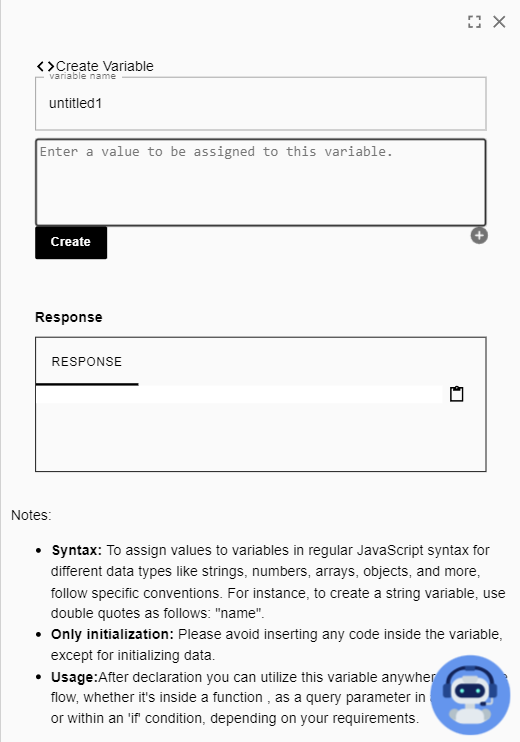 Create Variable
variable name
untitled1
Enter a value to be assigned to this variable.
Create
Response
RESPONSE
Notes:
Syntax: To assign values to variables in regular JavaScript syntax for
different data types like strings, numbers, arrays, objects, and more,
follow specific conventions. For instance, to create a string variable, use
double quotes as follows: "name".
Only initialization: Please avoid inserting any code inside the variable,
except for initializing data.
Usage:After declaration you can utilize this variable anywher
flow, whether it's inside a function , as a query parameter in
or within an 'if' condition, depending on your requirements.